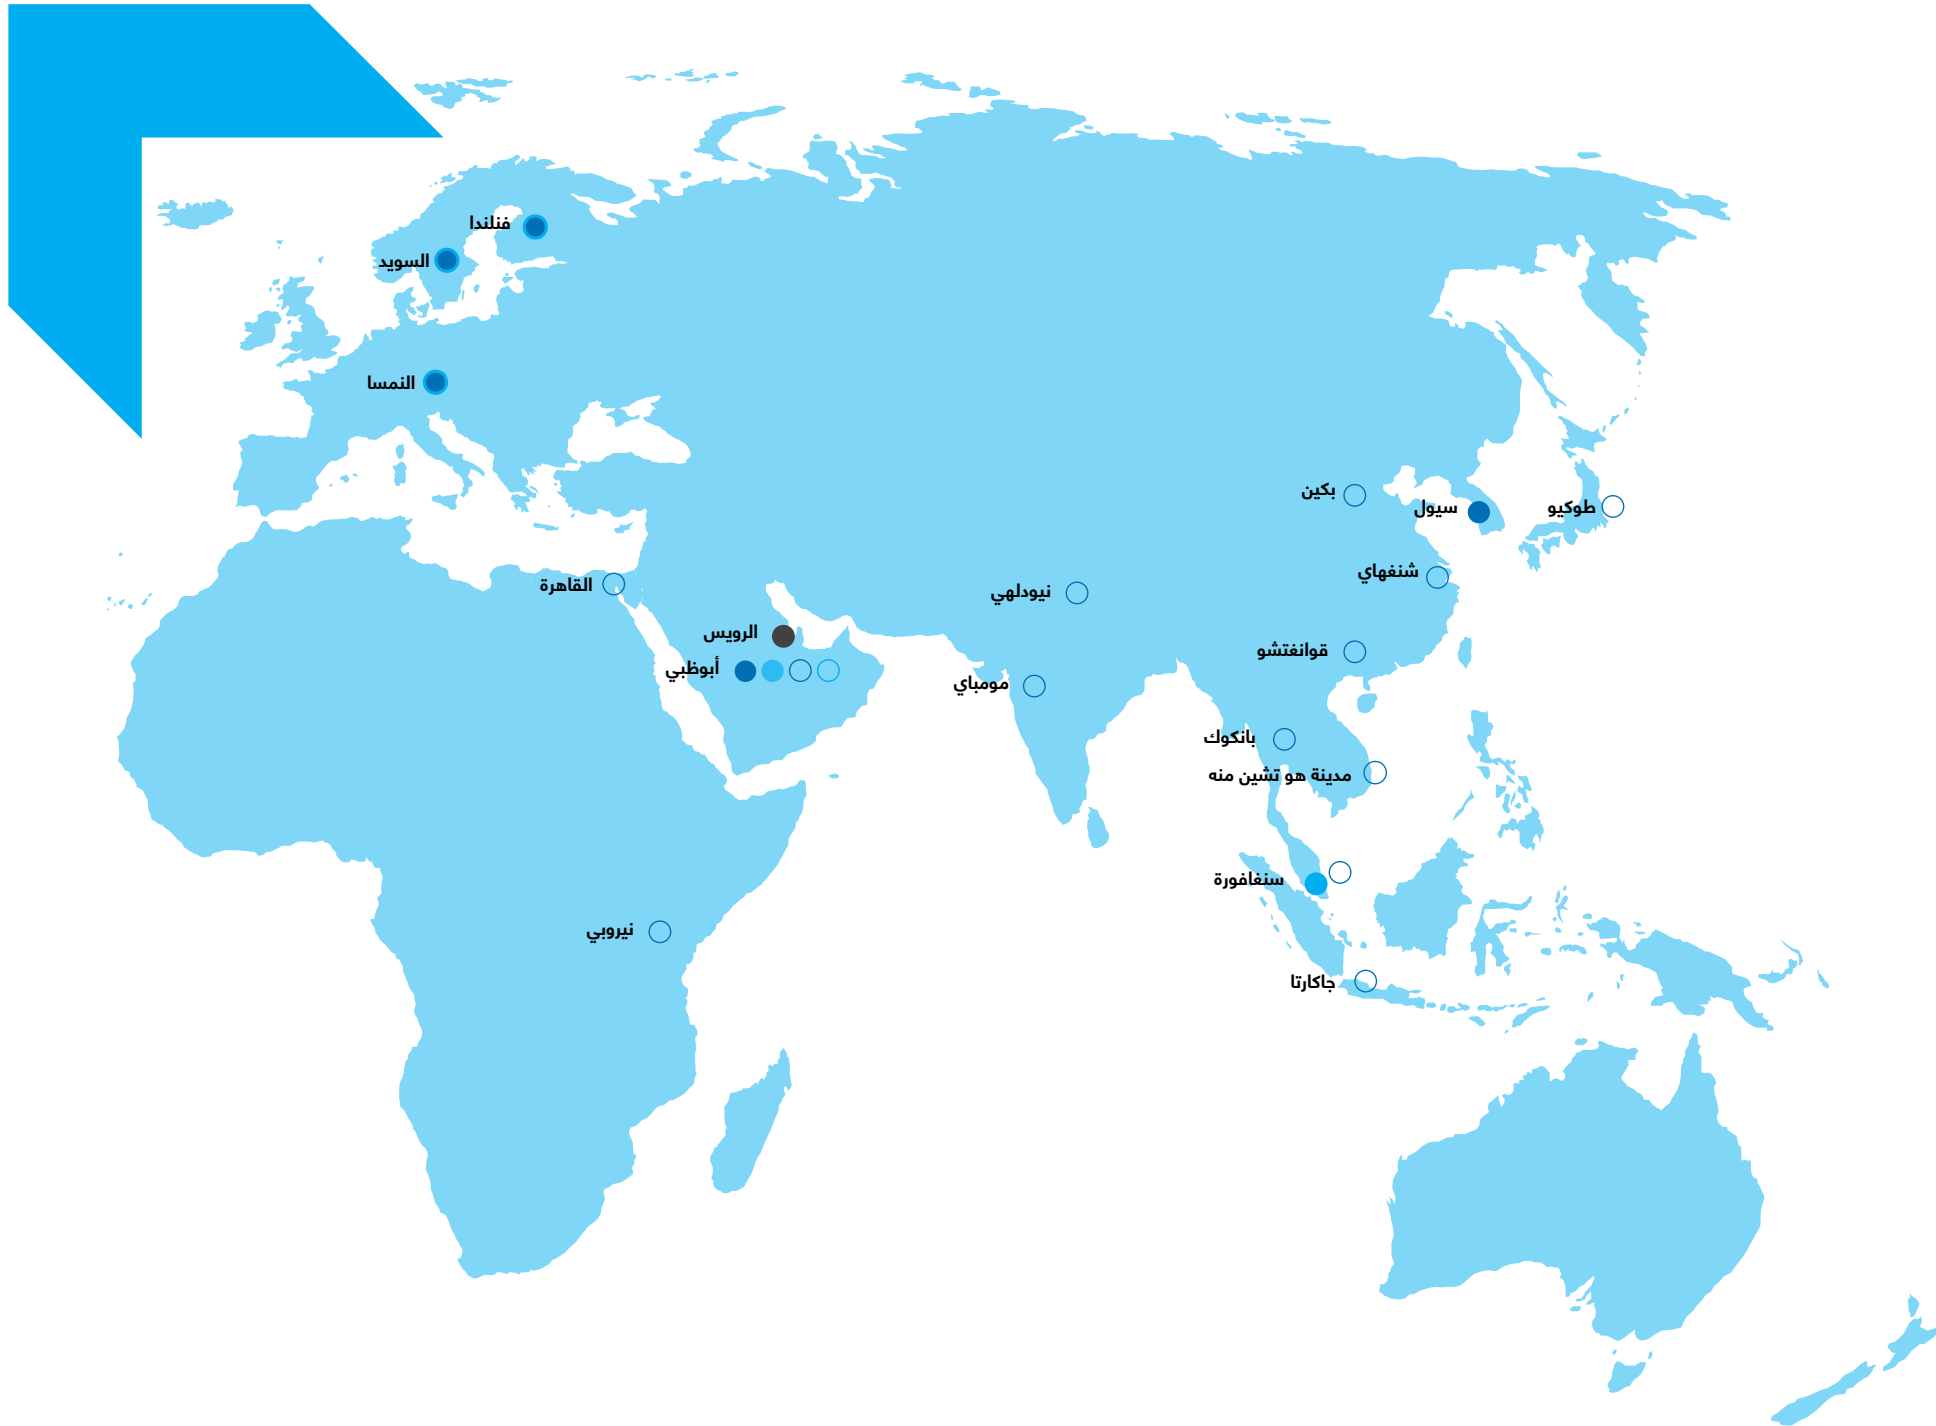 فنلندا
السويد
النمسا
بكين
سيول
طوكيو
شنغهاي
القاهرة
نيودلهي
الرويس
قوانغتشو
أبوظبي
مومباي
بانكوك
مدينة هو تشين منه
سنغافورة
نيروبي
جاكارتا